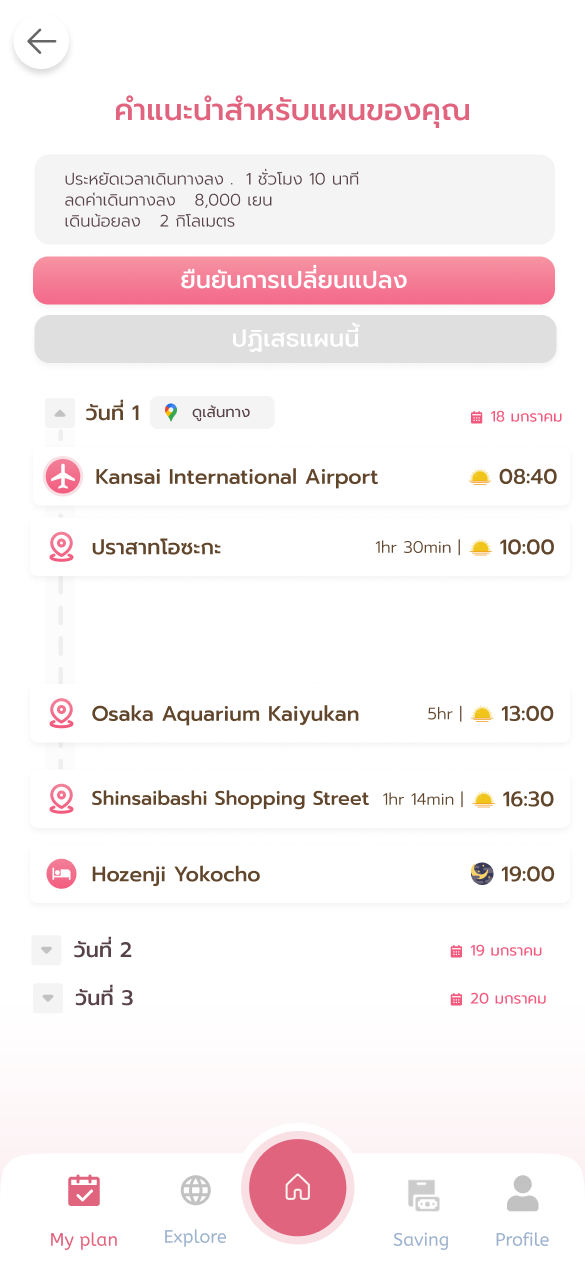 คำแนะนำสำหรับแผนของคุณ
ประหยัดเวลาเดินทางลง . 1 ชั่วโมง 10 นาที
ลดค่าเดินทางลง 8,000 เยน
เดินน้อยลง 2 กิโลเมตร
ยืนยันการเปลี่ยนแปลง
ปฏิเสธแผนนี้
วันที่ 1 ดูเส้นทาง 18 มกราคม
Kansai International Airport 08:40
ปราสาทโอซะกะ 1hr 30min | 10:00
Osaka Aquarium Kaiyukan 5hr | 13:00
Shinsaibashi Shopping Street 1hr 14min | 16:30
Hozenji Yokocho 19:00
วันที่ 2 19 มกราคม
วันที่ 3 20 มกราคม
My plan Explore Saving Profile